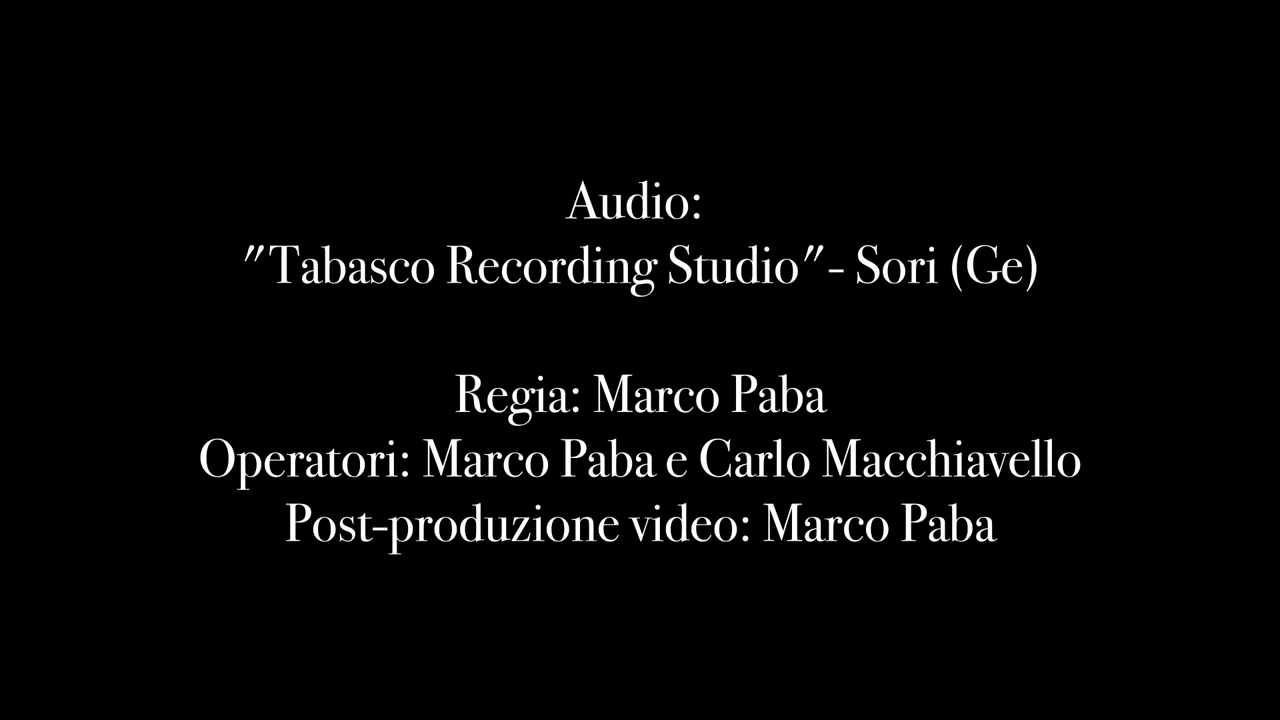 Audio:
"Tabasco Recording Studio"- Sori (Ge)
Regia: Marco Paba
Operatori: Marco Paba e Carlo Macchiavello
Post-produzione video: Marco Paba